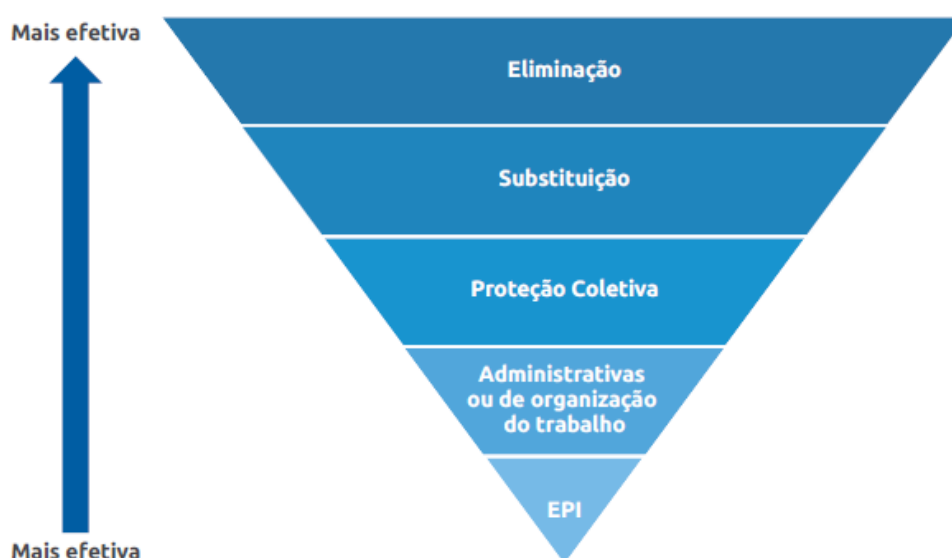 Mais efetiva
Eliminação
Substituição
Proteção Coletiva
Administrativas
ou de organização
do trabalho
EPI
Mais efetiva